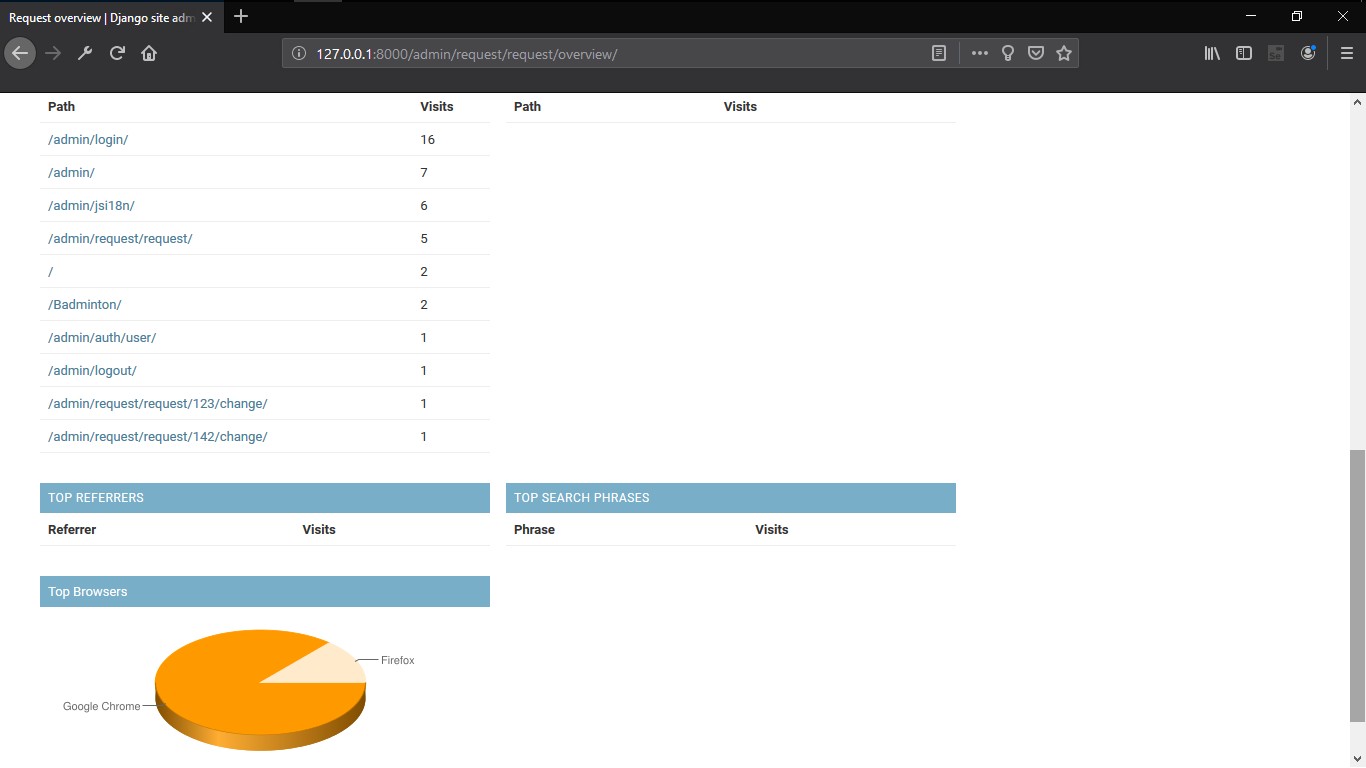 Request overview | Django site adm
127.0.0.1:8000/admin/request/request/overview/
Path Visits
/admin/login/ 16
/admin/ 7
/admin/jsi18n/ 6
/admin/request/request/ 5
/ 2
/Badminton/ 2
/admin/auth/user/ 1
/admin/logout/ 1
/admin/request/request/123/change/ 1
/admin/request/request/142/change/ 1
Path Visits
TOP REFERRERS
Referrer Visits
TOP SEARCH PHRASES
Phrase Visits
Top Browsers
Firefox
Google Chrome